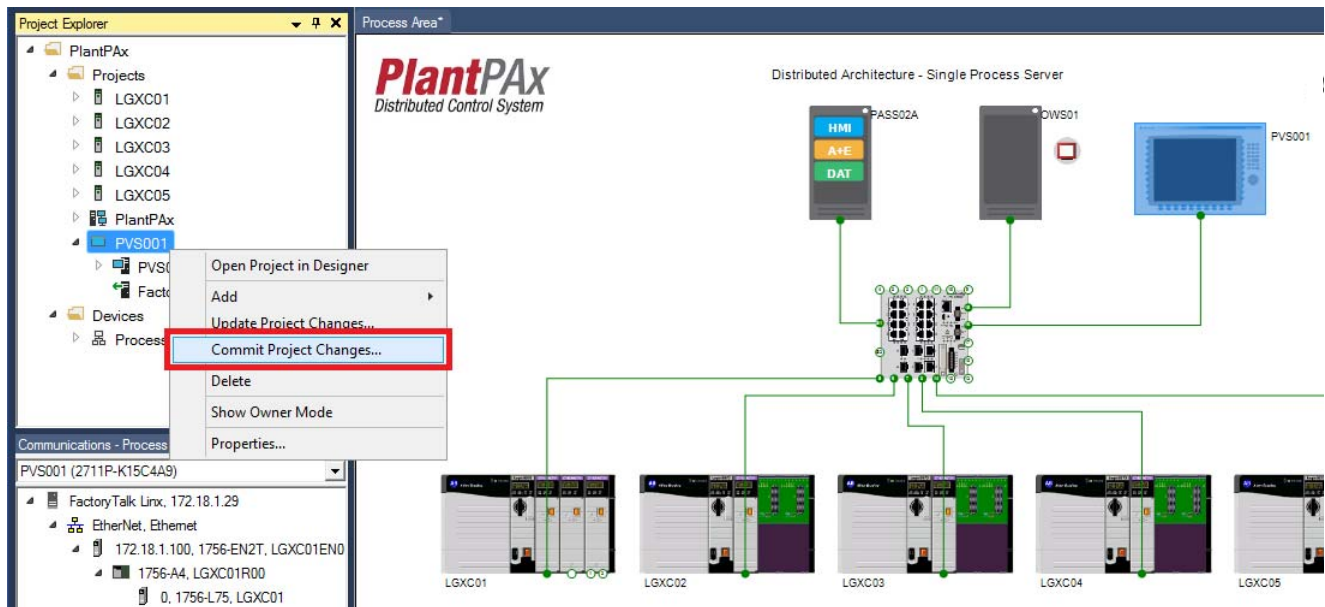 Project Explorer
PlantPAx
Projects
LGXC01
LGXC02
LGXC03
LGXC04
LGXC05
PlantPAx
PVS001
Devices
Open Project in Designer
Add
Update Project Changes...
Commit Project Changes...
Delete
Show Owner Mode
Properties...
Communications - Process
PVS001 (2711P-K15C4A9)
FactoryTalk Linx, 172.18.1.29
EtherNet, Ethernet
172.18.1.100, 1756-EN2T, LGXC01EN0
1756-A4, LGXC01R00
0, 1756-L75, LGXC01
Process Area*
PlantPAx
Distributed Control System
Distributed Architecture - Single Process Server
PASS02A
HMI
A+E
DAT
OWS01
PVS001
LGXC01
LGXC02
LGXC03
LGXC04
LGXC05